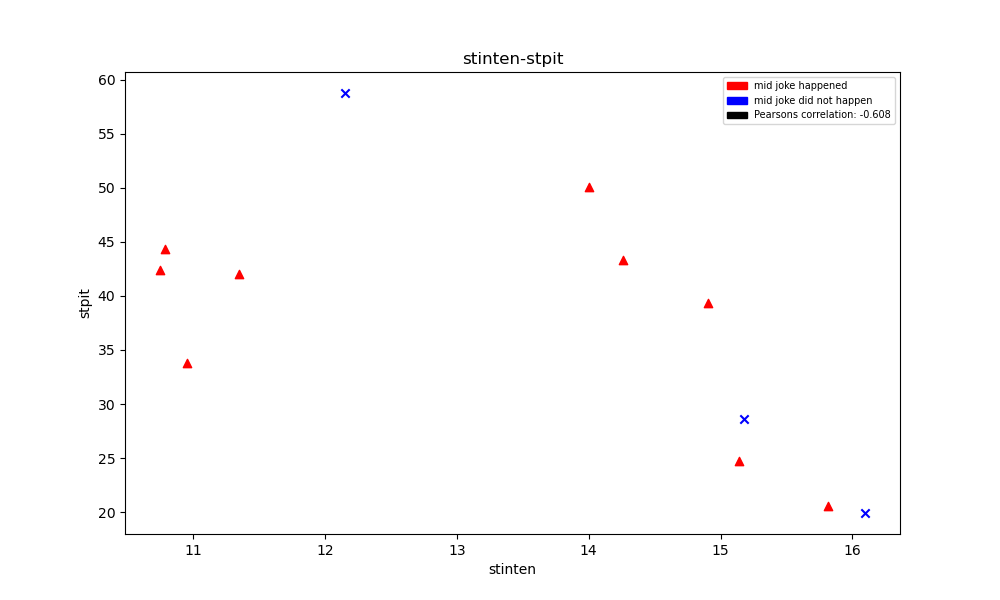 stinten-stpit
mid joke happened
mid joke did not happen
Pearsons correlation: -0.608
60
55
50
45
40
35
30
25
20
stpit
11 12 13 14 15 16
stinten